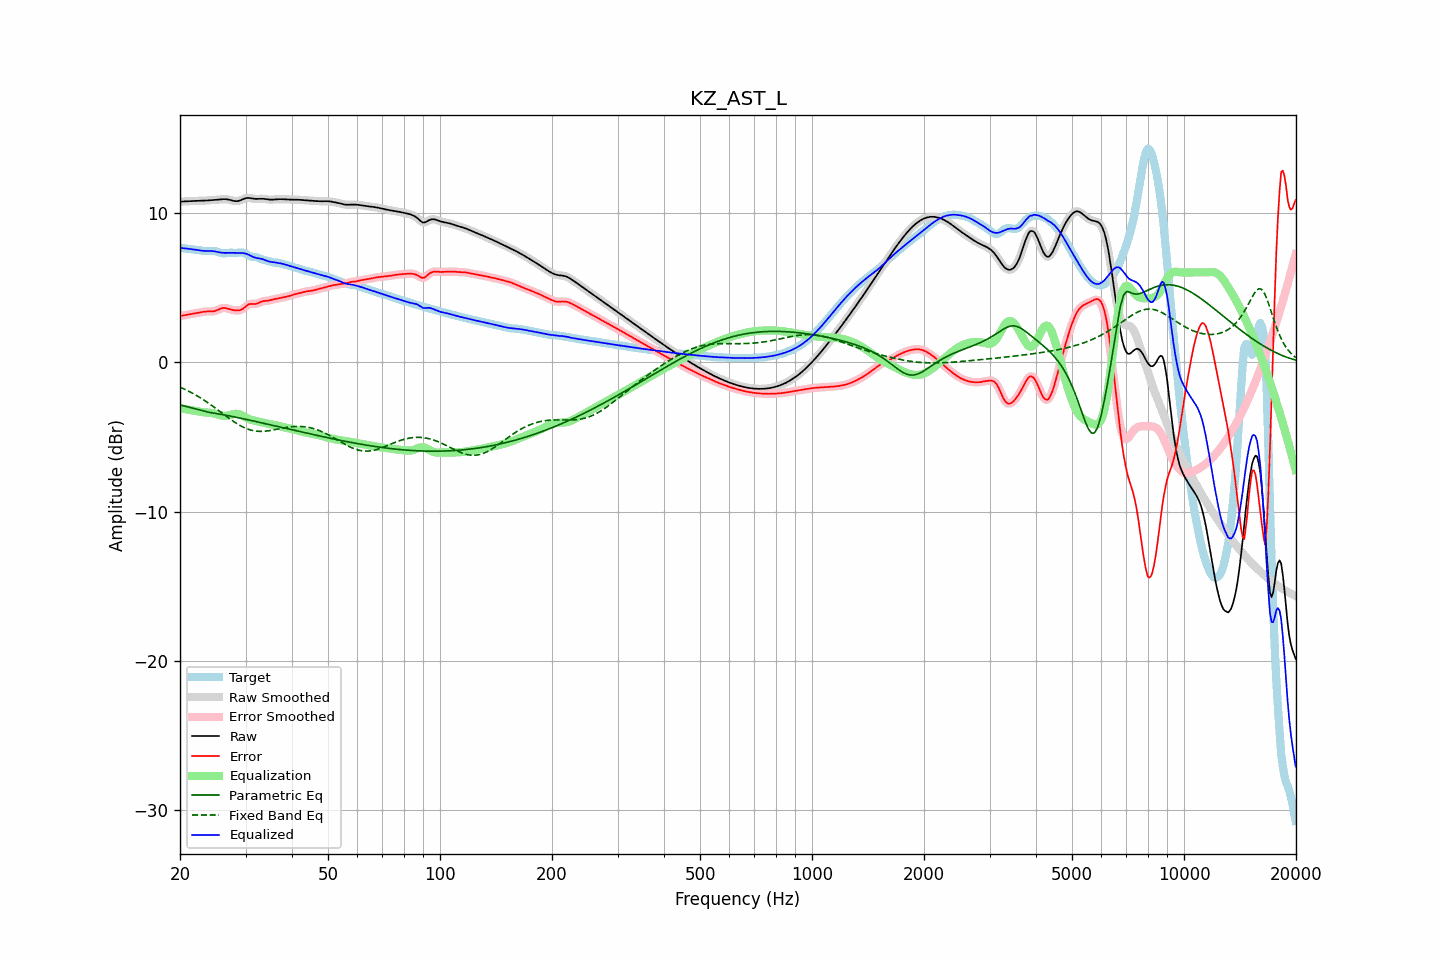 KZ_AST_L
Amplitude (dBr)
10
0
−10
−20
−30
Target
Raw Smoothed
Error Smoothed
Raw
Error
Equalization
Parametric Eq
Fixed Band Eq
Equalized
20 50 100 200 500 1000 2000 5000 10000 20000
Frequency (Hz)